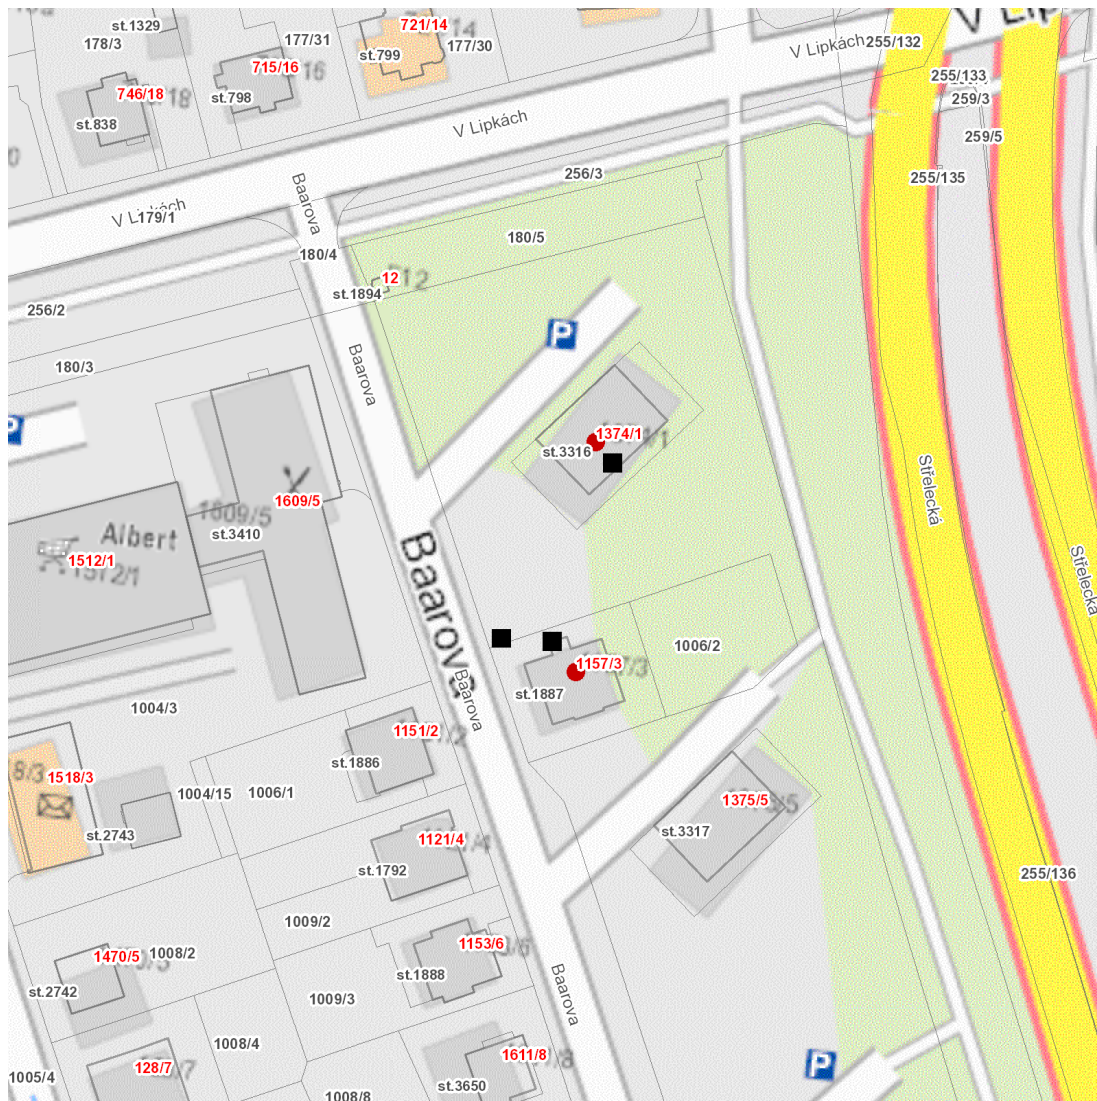 st.1329
178/3
177/31
721/14
177/30
st.799
715/16
st.798
746/18
st.838
V Lipkách
255/132
V Lip
255/133
259/3
259/5
255/135
V Lipkách
256/3
Baarova
V Lipkách
179/1
180/4
180/5
12
st.1894
256/2
180/3
P
Baarova
P
1374/1
st.3316
1609/5
st.3410
Albert
1512/1
Střelecká
Střelecká
Baarova
1006/2
1157/3
st.1887
Baarova
1004/3
1151/2
st.1886
1518/3
1004/15
1006/1
st.2743
1375/5
st.3317
1121/4
st.1792
255/136
1009/2
1153/6
st.1888
1470/5
1008/2
st.2742
1009/3
Baarova
1008/4
1611/8
st.3650
128/7
1005/4
1008/8
P